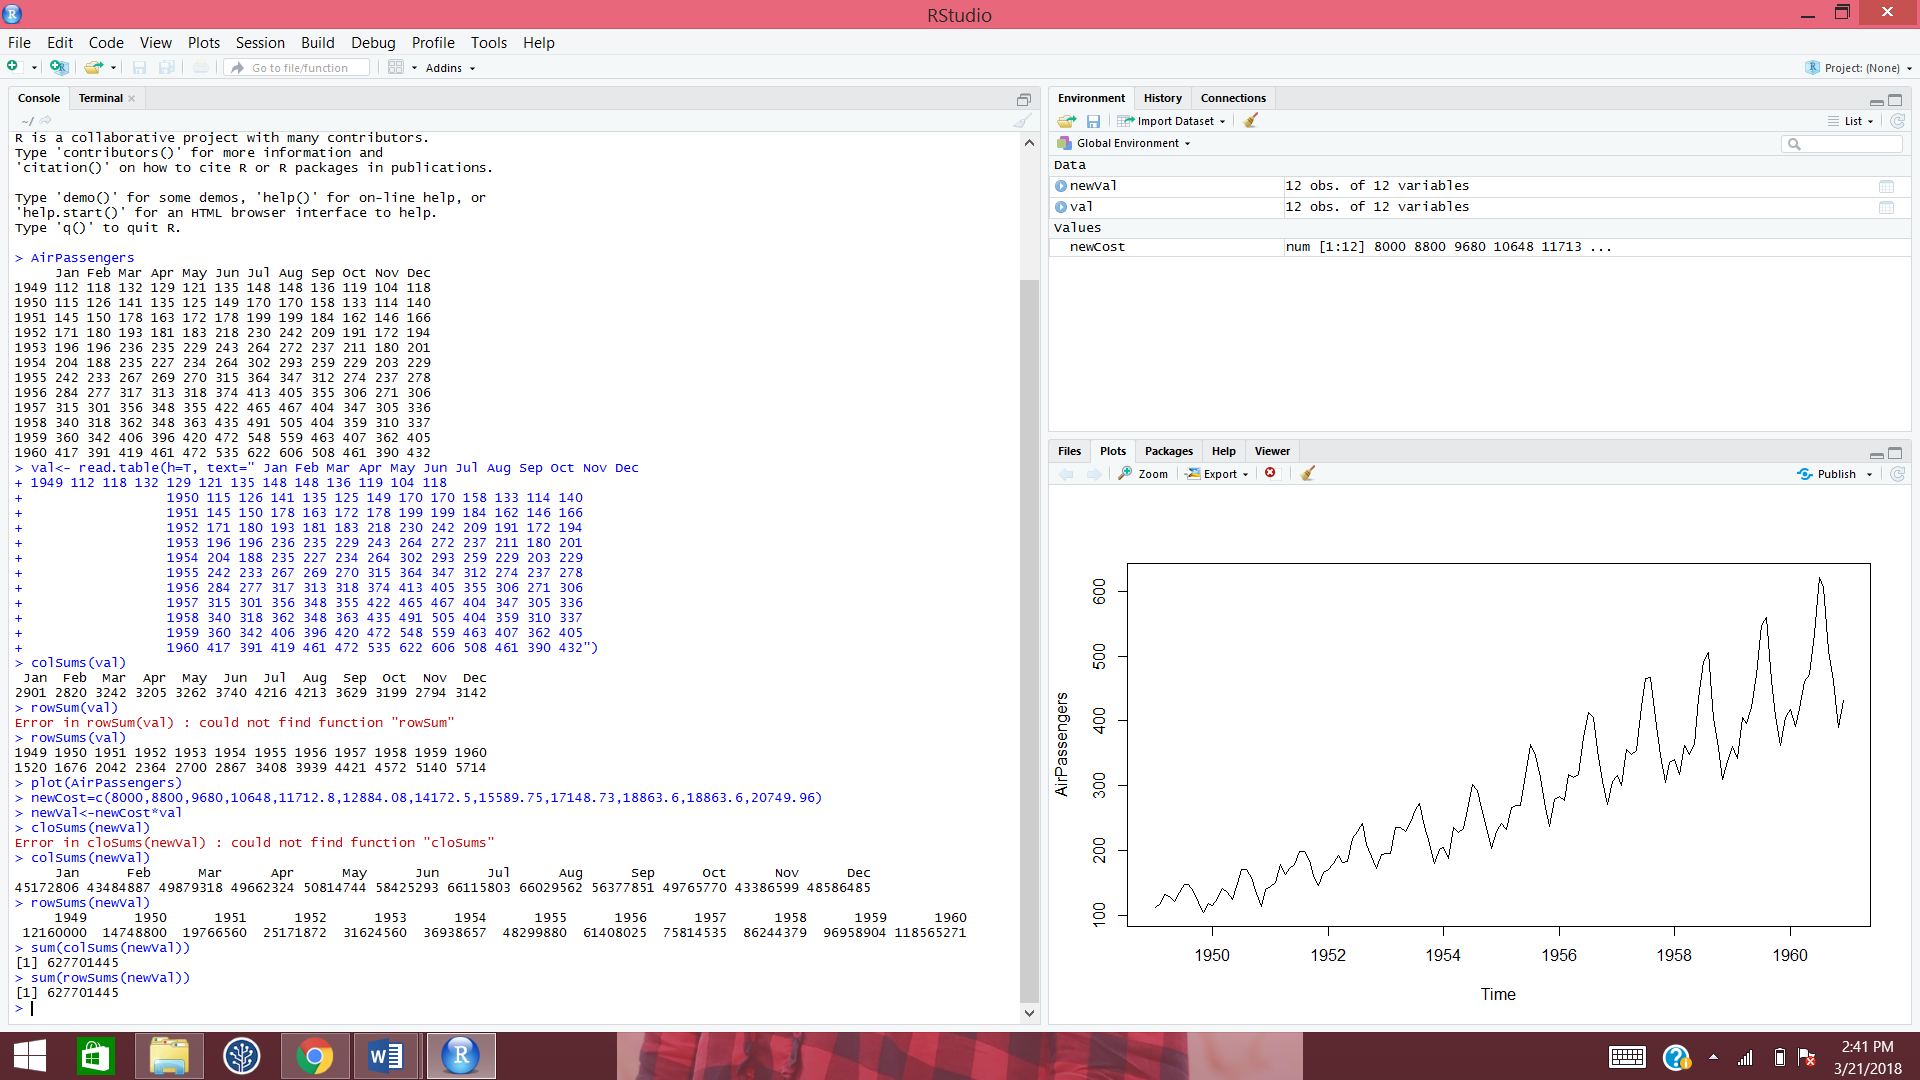 RStudio
File Edit Code View Plots Session Build Debug Profile Tools Help
Go to file/function Addins Project: (None)
Console Terminal
~/
R is a collaborative project with many contributors.
Type 'contributors()' for more information and
'citation()' on how to cite R or R packages in publications.
Type 'demo()' for some demos, 'help()' for on-line help, or
'help.start()' for an HTML browser interface to help.
Type 'q()' to quit R.
> AirPassengers
Jan Feb Mar Apr May Jun Jul Aug Sep Oct Nov Dec
1949 112 118 132 129 121 135 148 148 136 119 104 118
1950 115 126 141 135 125 149 170 170 158 133 114 140
1951 145 150 178 163 172 178 199 199 184 162 146 166
1952 171 180 193 181 183 218 230 242 209 191 172 194
1953 196 196 236 235 229 243 264 272 237 211 180 201
1954 204 188 235 227 234 264 302 293 259 229 203 229
1955 242 233 267 269 270 315 364 347 312 274 237 278
1956 284 277 317 313 318 374 413 405 355 306 271 306
1957 315 301 356 348 355 422 465 467 404 347 305 336
1958 340 318 362 348 363 435 491 505 404 359 310 337
1959 360 342 406 396 420 472 548 559 463 407 362 405
1960 417 391 419 461 472 535 622 606 508 461 390 432
> val<- read.table(h=T, text=" Jan Feb Mar Apr May Jun Jul Aug Sep Oct Nov Dec
+ 1949 112 118 132 129 121 135 148 148 136 119 104 118
+ 1950 115 126 141 135 125 149 170 170 158 133 114 140
+ 1951 145 150 178 163 172 178 199 199 184 162 146 166
+ 1952 171 180 193 181 183 218 230 242 209 191 172 194
+ 1953 196 196 236 235 229 243 264 272 237 211 180 201
+ 1954 204 188 235 227 234 264 302 293 259 229 203 229
+ 1955 242 233 267 269 270 315 364 347 312 274 237 278
+ 1956 284 277 317 313 318 374 413 405 355 306 271 306
+ 1957 315 301 356 348 355 422 465 467 404 347 305 336
+ 1958 340 318 362 348 363 435 491 505 404 359 310 337
+ 1959 360 342 406 396 420 472 548 559 463 407 362 405
+ 1960 417 391 419 461 472 535 622 606 508 461 390 432")
> colSums(val)
Jan Feb Mar Apr May Jun Jul Aug Sep Oct Nov Dec
2901 2820 3242 3205 3262 3740 4216 4213 3629 3199 2794 3142
> rowSum(val)
Error in rowSum(val) : could not find function "rowSum"
> rowSums(val)
1949 1950 1951 1952 1953 1954 1955 1956 1957 1958 1959 1960
1520 1676 2042 2364 2700 2867 3408 3939 4421 4572 5140 5714
> plot(AirPassengers)
> newCost=c(8000,8800,9680,10648,11712.8,12884.08,14172.5,15589.75,17148.73,18863.6,18863.6,20749.96)
> newVal<-newCost*val
> cloSums(newVal)
Error in cloSums(newVal) : could not find function "cloSums"
> colSums(newVal)
Jan Feb Mar Apr May Jun Jul Aug Sep Oct Nov Dec
45172806 43484887 49879318 49662324 50814744 58425293 66115803 66029562 56377851 49765770 43386599 48586485
> rowSums(newVal)
1949 1950 1951 1952 1953 1954 1955 1956 1957 1958 1959 1960
12160000 14748800 19766560 25171872 31624560 36938657 48299880 61408025 75814535 86244379 96958904 118565271
> sum(colSums(newVal))
[1] 627701445
> sum(rowSums(newVal))
[1] 627701445
>
Environment History Connections
Import Dataset List
Global Environment
Data
newVal 12 obs. of 12 variables
val 12 obs. of 12 variables
Values
newCost num [1:12] 8000 8800 9680 10648 11713 ...
Files Plots Packages Help Viewer
Zoom Export Publish
AirPassengers
600
500
400
300
200
100
1950 1952 1954 1956 1958 1960
Time
2:41 PM
3/21/2018